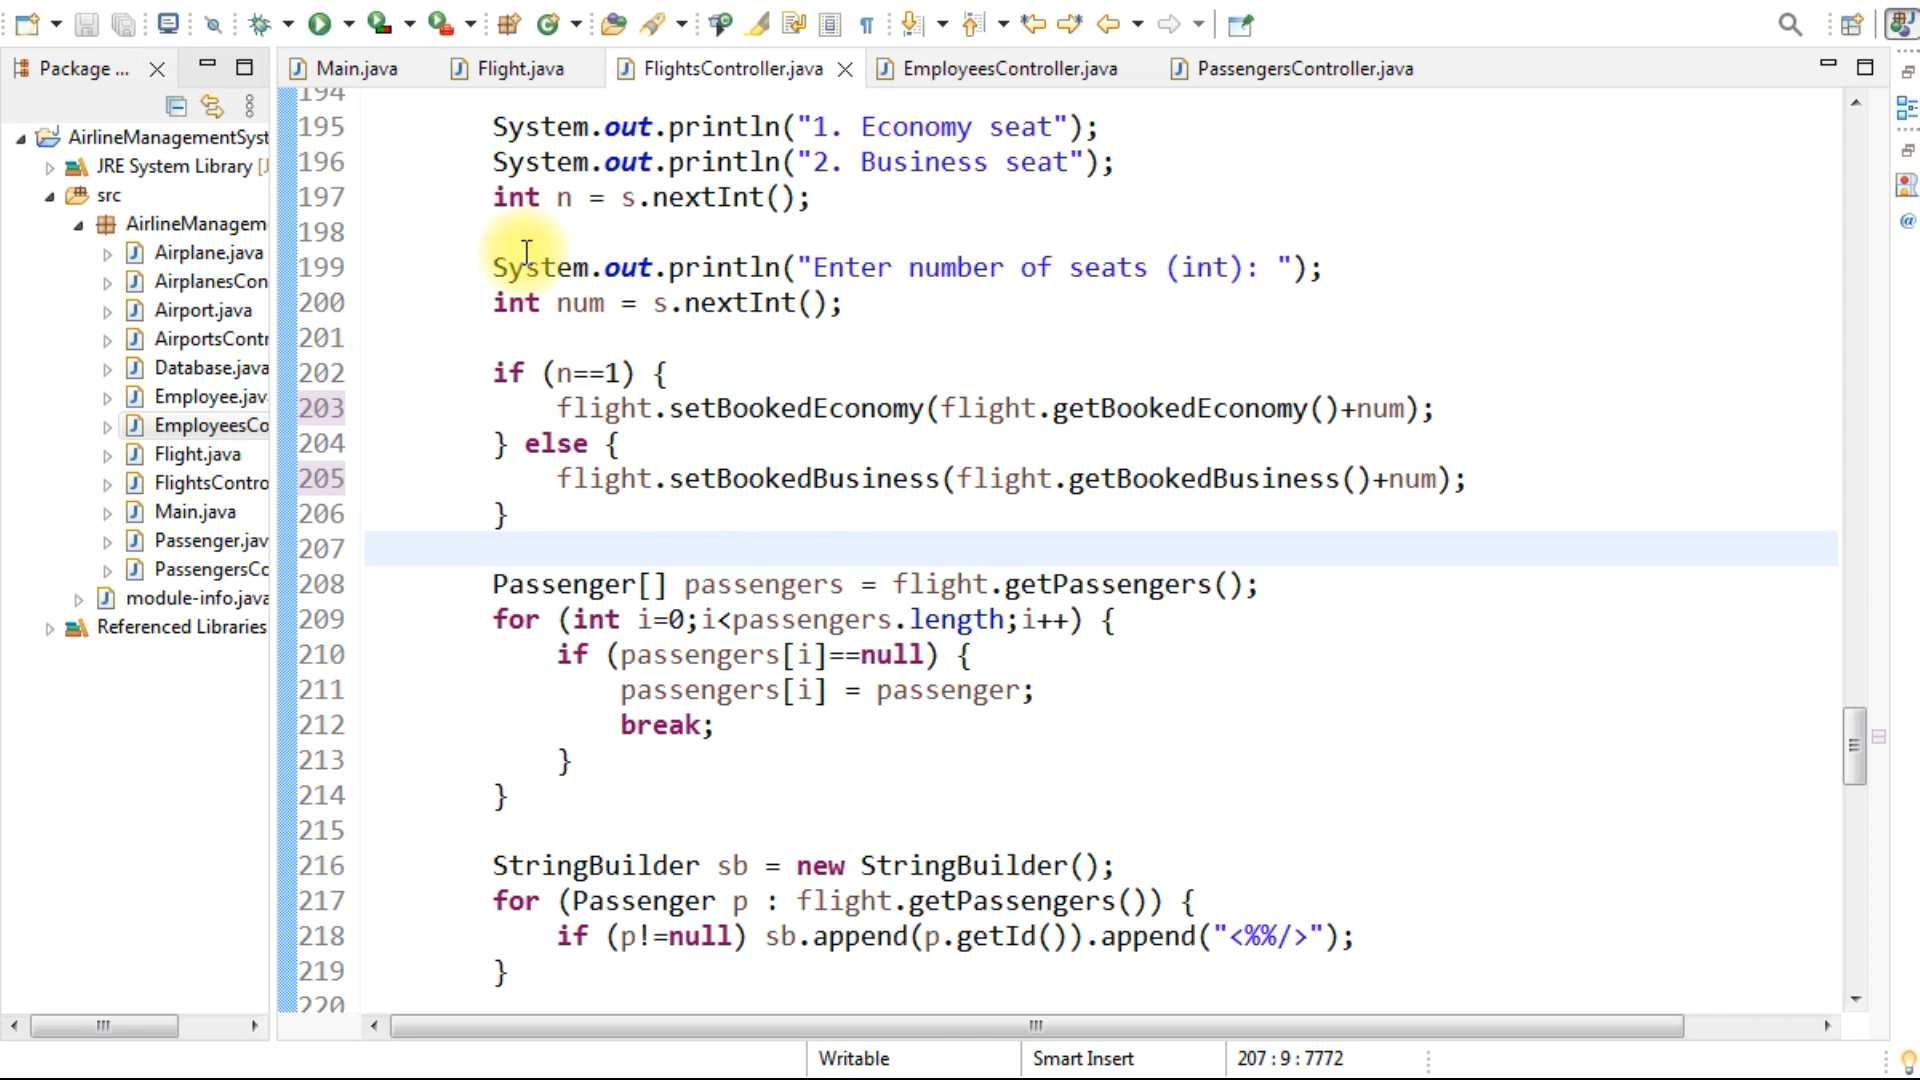 Package ...
Main.java
Flight.java
FlightsController.java
EmployeesController.java
PassengersController.java
AirlineManagementSyst
JRE System Library [J
src
AirlineManagem
Airplane.java
AirplanesCon
Airport.java
AirportsContr
Database.java
Employee.jav
EmployeesCo
Flight.java
FlightsContro
Main.java
Passenger.jav
PassengersCo
module-info.java
Referenced Libraries
194
195 System.out.println("1. Economy seat");
196 System.out.println("2. Business seat");
197 int n = s.nextInt();
198
199 System.out.println("Enter number of seats (int): ");
200 int num = s.nextInt();
201
202 if (n==1) {
203 flight.setBookedEconomy(flight.getBookedEconomy()+num);
204 } else {
205 flight.setBookedBusiness(flight.getBookedBusiness()+num);
206 }
207
208 Passenger[] passengers = flight.getPassengers();
209 for (int i=0;i<passengers.length;i++) {
210 if (passengers[i]==null) {
211 passengers[i] = passenger;
212 break;
213 }
214 }
215
216 StringBuilder sb = new StringBuilder();
217 for (Passenger p : flight.getPassengers()) {
218 if (p!=null) sb.append(p.getId()).append("<%%/>");
219 }
220
Writable
Smart Insert
207 : 9 : 7772